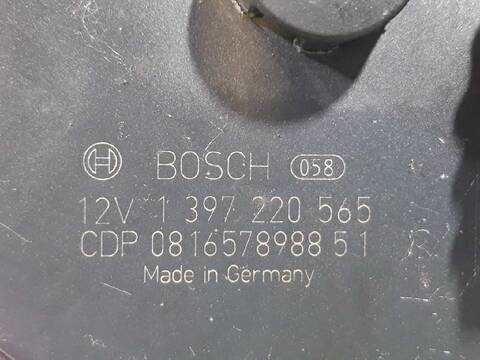 BOSCH 058
12V 1 397 220 565
CDP 0816578988 5 1 R
Made in Germany